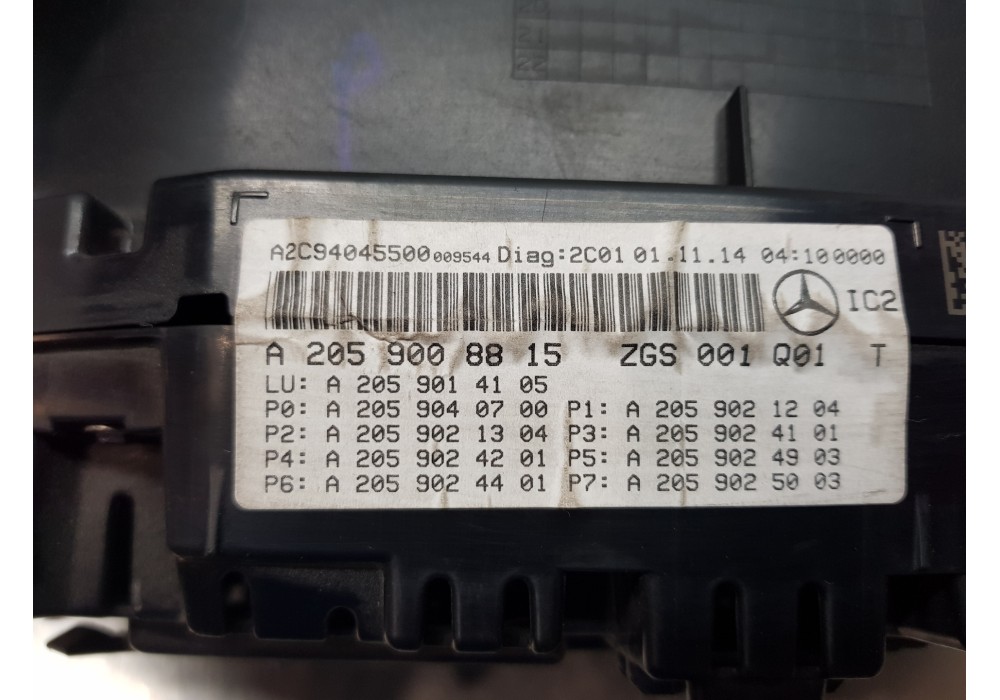 A2C94045500009544 Diag:2C01 01.11.14 04:100000
IC2
A 205 900 88 15 ZGS 001 Q01 T
LU: A 205 901 41 05
P0: A 205 904 07 00 P1: A 205 902 12 04
P2: A 205 902 13 04 P3: A 205 902 41 01
P4: A 205 902 42 01 P5: A 205 902 49 03
P6: A 205 902 44 01 P7: A 205 902 50 03